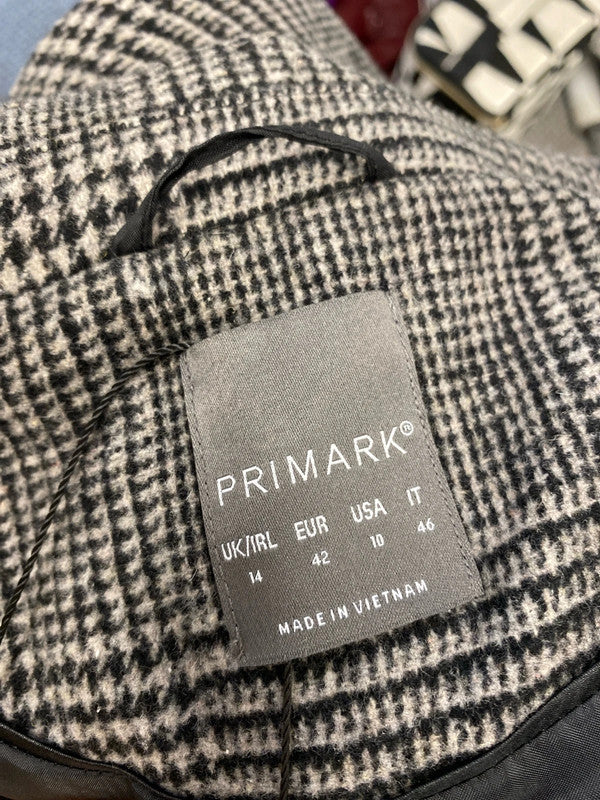 PRIMARK®
UK/IRL EUR USA IT
14 42 10 46
MADE IN VIETNAM